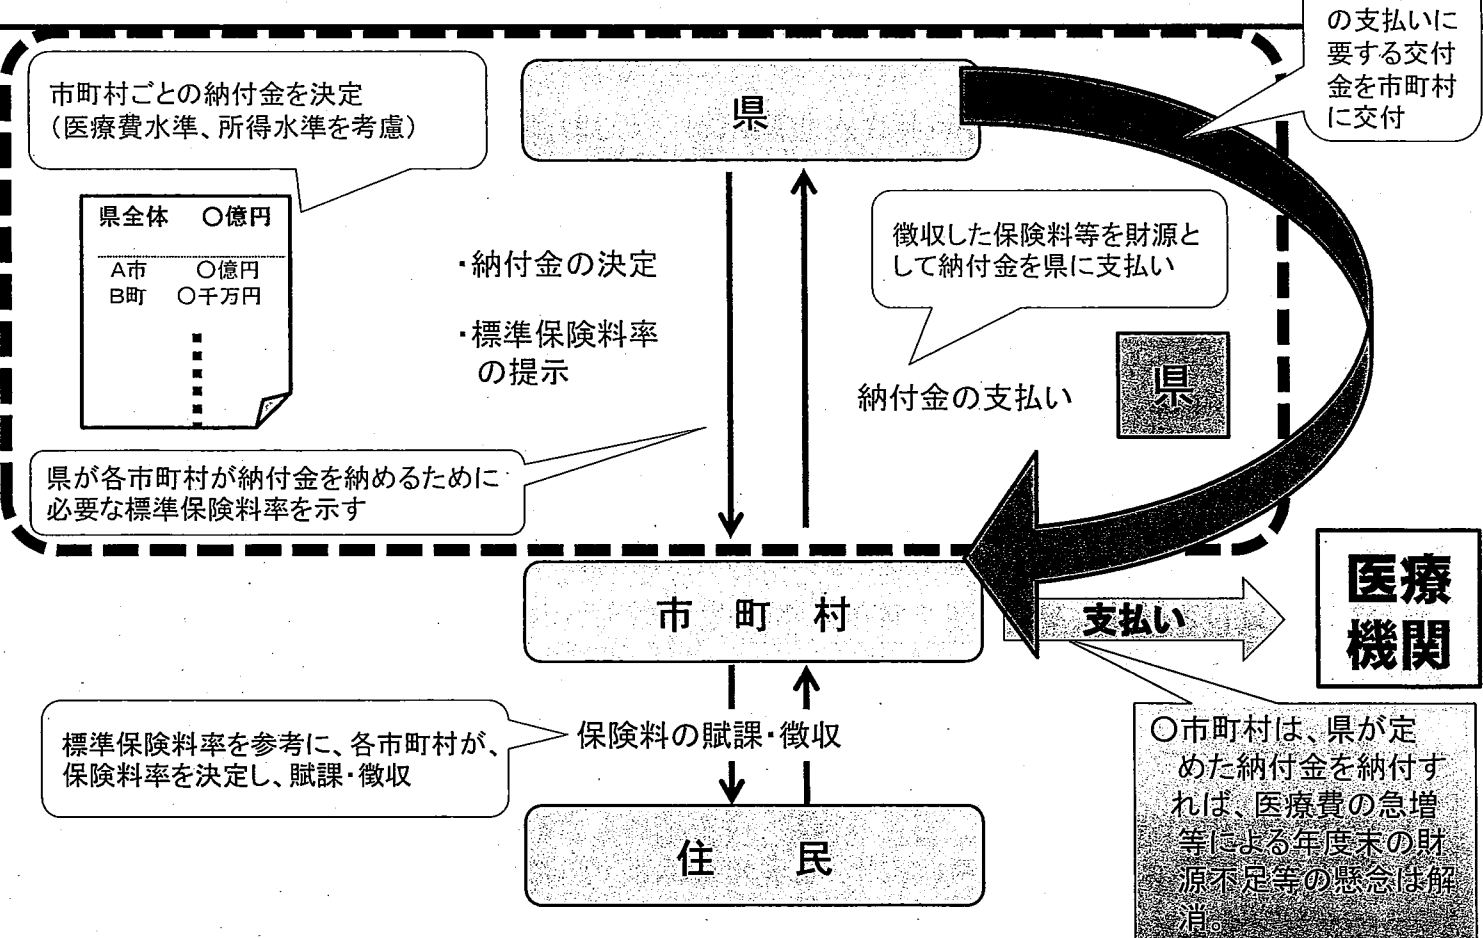 の支払いに
要する交付
金を市町村
に交付
市町村ごとの納付金を決定
（医療費水準、所得水準を考慮）
県
県全体　〇億円
A市　〇億円
B町　〇千万円
・納付金の決定
・標準保険料率
の提示
徴収した保険料等を財源と
して納付金を県に支払い
納付金の支払い
県
県が各市町村が納付金を納めるために
必要な標準保険料率を示す
市　町　村
支払い
医療
機関
標準保険料率を参考に、各市町村が、
保険料率を決定し、賦課・徴収
保険料の賦課・徴収
〇市町村は、県が定
めた納付金を納付す
れば、医療費の急増
等による年度末の財
源不足等の懸念は解
消。
住　民